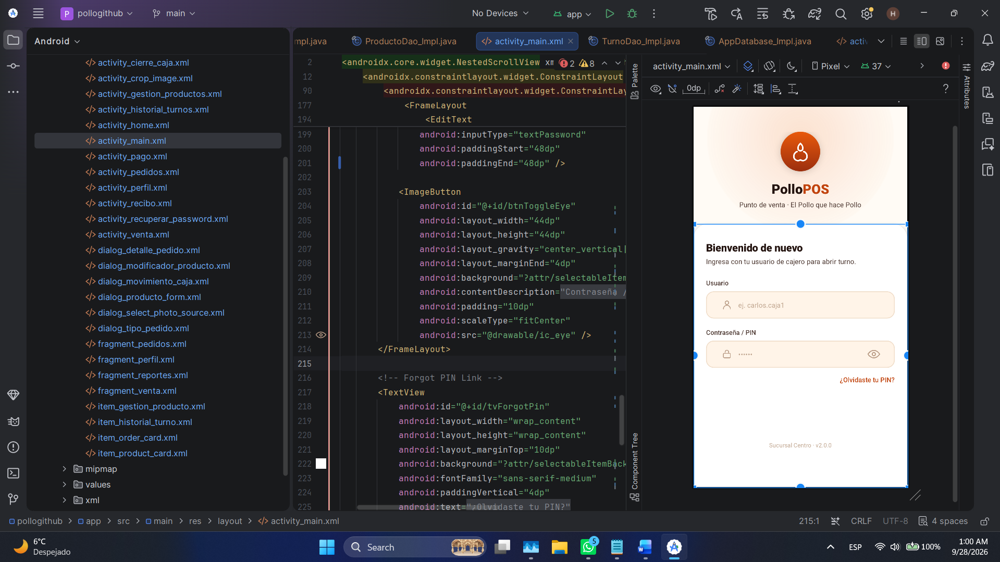 P pollogithub main No Devices app H
Android
activity_cierre_caja.xml
activity_crop_image.xml
activity_gestion_productos.xml
activity_historial_turnos.xml
activity_home.xml
activity_main.xml
activity_pago.xml
activity_pedidos.xml
activity_perfil.xml
activity_recibo.xml
activity_recuperar_password.xml
activity_venta.xml
dialog_detalle_pedido.xml
dialog_modificador_producto.xml
dialog_movimiento_caja.xml
dialog_producto_form.xml
dialog_select_photo_source.xml
dialog_tipo_pedido.xml
fragment_pedidos.xml
fragment_perfil.xml
fragment_reportes.xml
fragment_venta.xml
item_gestion_producto.xml
item_historial_turno.xml
item_order_card.xml
item_product_card.xml
mipmap
values
xml
mpl.java ProductoDao_Impl.java activity_main.xml TurnoDao_Impl.java AppDatabase_Impl.java activ
2 <androidx.core.widget.NestedScrollView xm 2 8
12 <androidx.constraintlayout.widget.ConstraintLayout
90 <androidx.constraintlayout.widget.ConstraintLay
177 <FrameLayout
194 <EditText
199 android:inputType="textPassword"
200 android:paddingStart="48dp"
201 android:paddingEnd="48dp" />
202
203 <ImageButton
204 android:id="@+id/btnToggleEye"
205 android:layout_width="44dp"
206 android:layout_height="44dp"
207 android:layout_gravity="center_vertical|
208 android:layout_marginEnd="4dp"
209 android:background="?attr/selectableItem
210 android:contentDescription="Contraseña /
211 android:padding="10dp"
212 android:scaleType="fitCenter"
213 android:src="@drawable/ic_eye" />
214 </FrameLayout>
215
216 <!-- Forgot PIN Link -->
217 <TextView
218 android:id="@+id/tvForgotPin"
219 android:layout_width="wrap_content"
220 android:layout_height="wrap_content"
221 android:layout_marginTop="10dp"
222 android:background="?attr/selectableItemBack
223 android:fontFamily="sans-serif-medium"
224 android:paddingVertical="4dp"
225 android:text="¿Olvidaste tu PIN?"
Palette
Component Tree
activity_main.xml Pixel 37
0dp ?
Attributes
PolloPOS
Punto de venta · El Pollo que hace Pollo
Bienvenido de nuevo
Ingresa con tu usuario de cajero para abrir turno.
Usuario
ej. carlos.caja1
Contraseña / PIN
••••••
¿Olvidaste tu PIN?
Sucursal Centro · v2.0.0
pollogithub > app > src > main > res > layout > activity_main.xml 215:1 CRLF UTF-8 4 spaces
6°C
Despejado
Search
5
W
ESP
100%
1:00 AM
9/28/2026